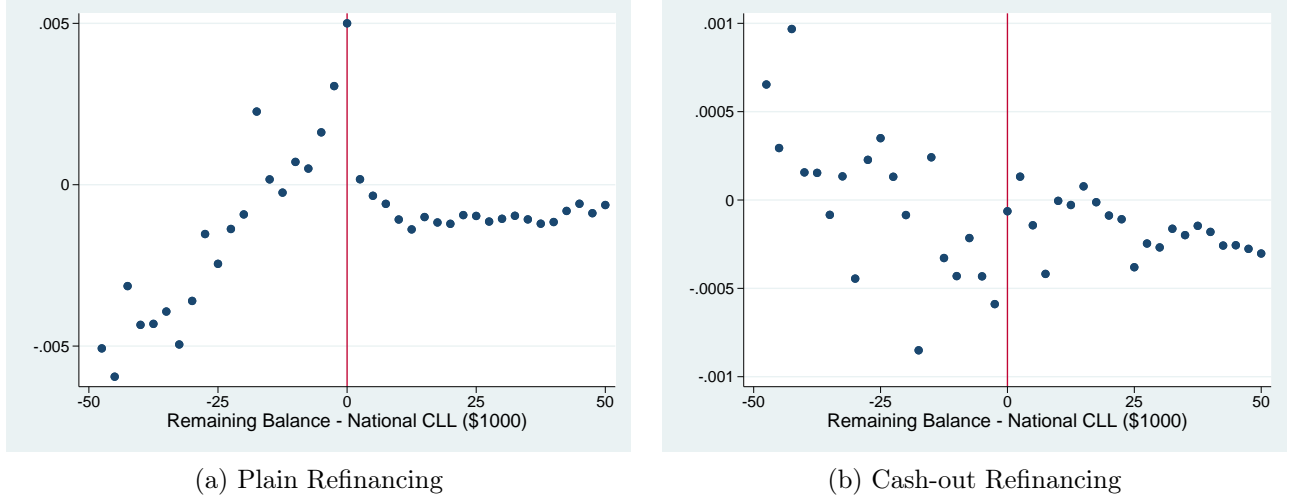 .005
0
-.005
-50 -25 0 25 50
Remaining Balance - National CLL ($1000)
(a) Plain Refinancing
.001
.0005
0
-.0005
-.001
-50 -25 0 25 50
Remaining Balance - National CLL ($1000)
(b) Cash-out Refinancing